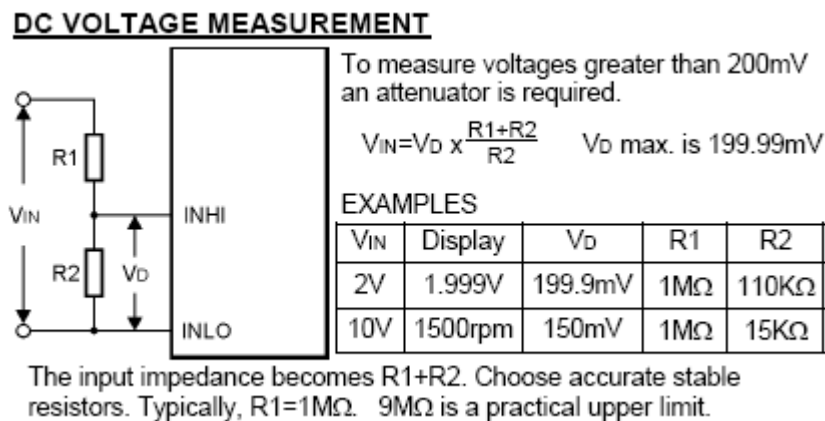 DC VOLTAGE MEASUREMENT
To measure voltages greater than 200mV
an attenuator is required.
VIN=VD x R1+R2
R2
VD max. is 199.99mV
R1
VIN
INHI
R2
VD
INLO
EXAMPLES
VIN Display VD R1 R2
2V 1.999V 199.9mV 1MΩ 110KΩ
10V 1500rpm 150mV 1MΩ 15KΩ
The input impedance becomes R1+R2. Choose accurate stable
resistors. Typically, R1=1MΩ. 9MΩ is a practical upper limit.